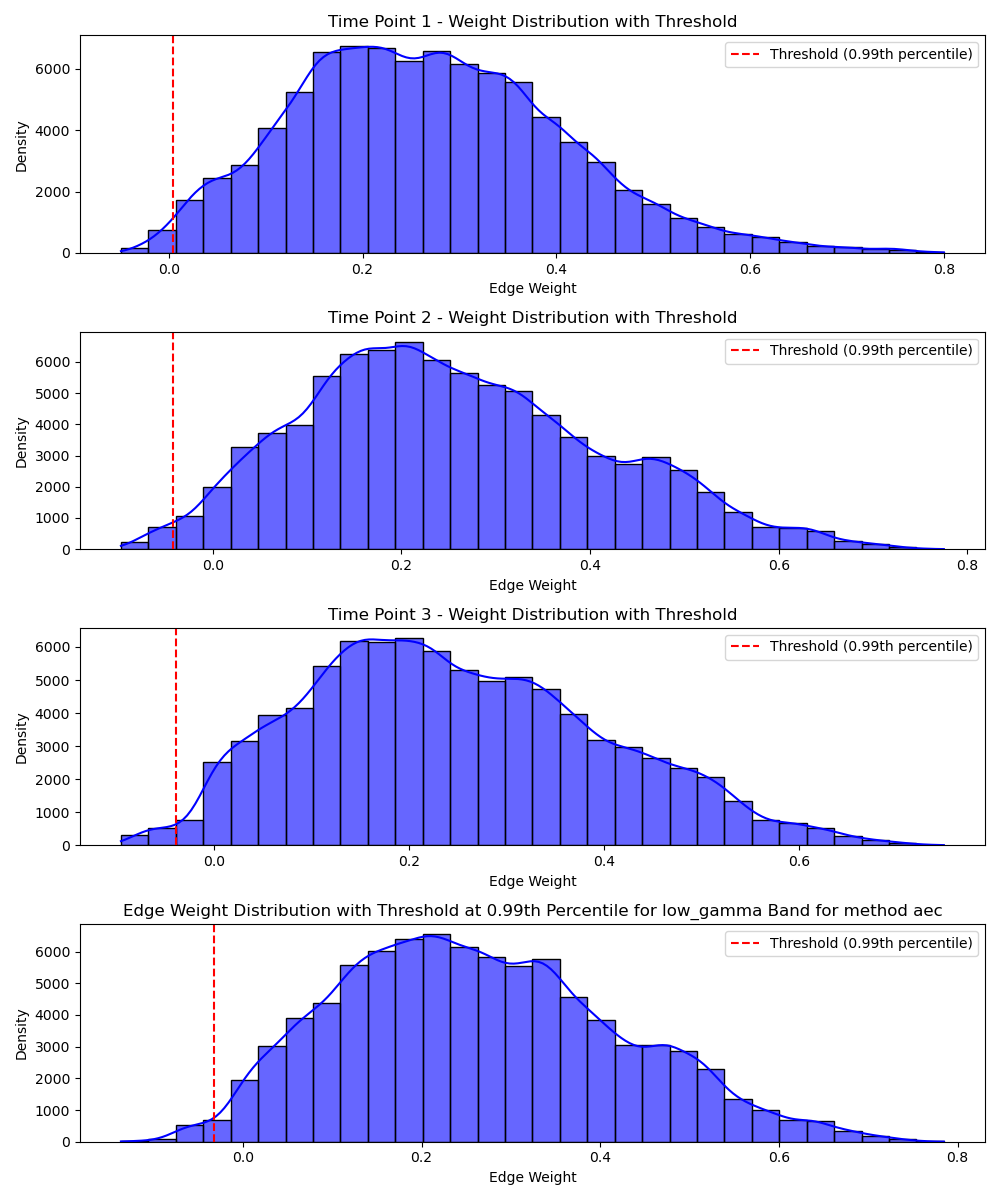 Time Point 1 - Weight Distribution with Threshold
Threshold (0.99th percentile)
Density
6000
4000
2000
0
0.0 0.2 0.4 0.6 0.8
Edge Weight
Time Point 2 - Weight Distribution with Threshold
Threshold (0.99th percentile)
Density
6000
5000
4000
3000
2000
1000
0
0.0 0.2 0.4 0.6 0.8
Edge Weight
Time Point 3 - Weight Distribution with Threshold
Threshold (0.99th percentile)
Density
6000
5000
4000
3000
2000
1000
0
0.0 0.2 0.4 0.6
Edge Weight
Edge Weight Distribution with Threshold at 0.99th Percentile for low_gamma Band for method aec
Threshold (0.99th percentile)
Density
6000
5000
4000
3000
2000
1000
0
0.0 0.2 0.4 0.6 0.8
Edge Weight